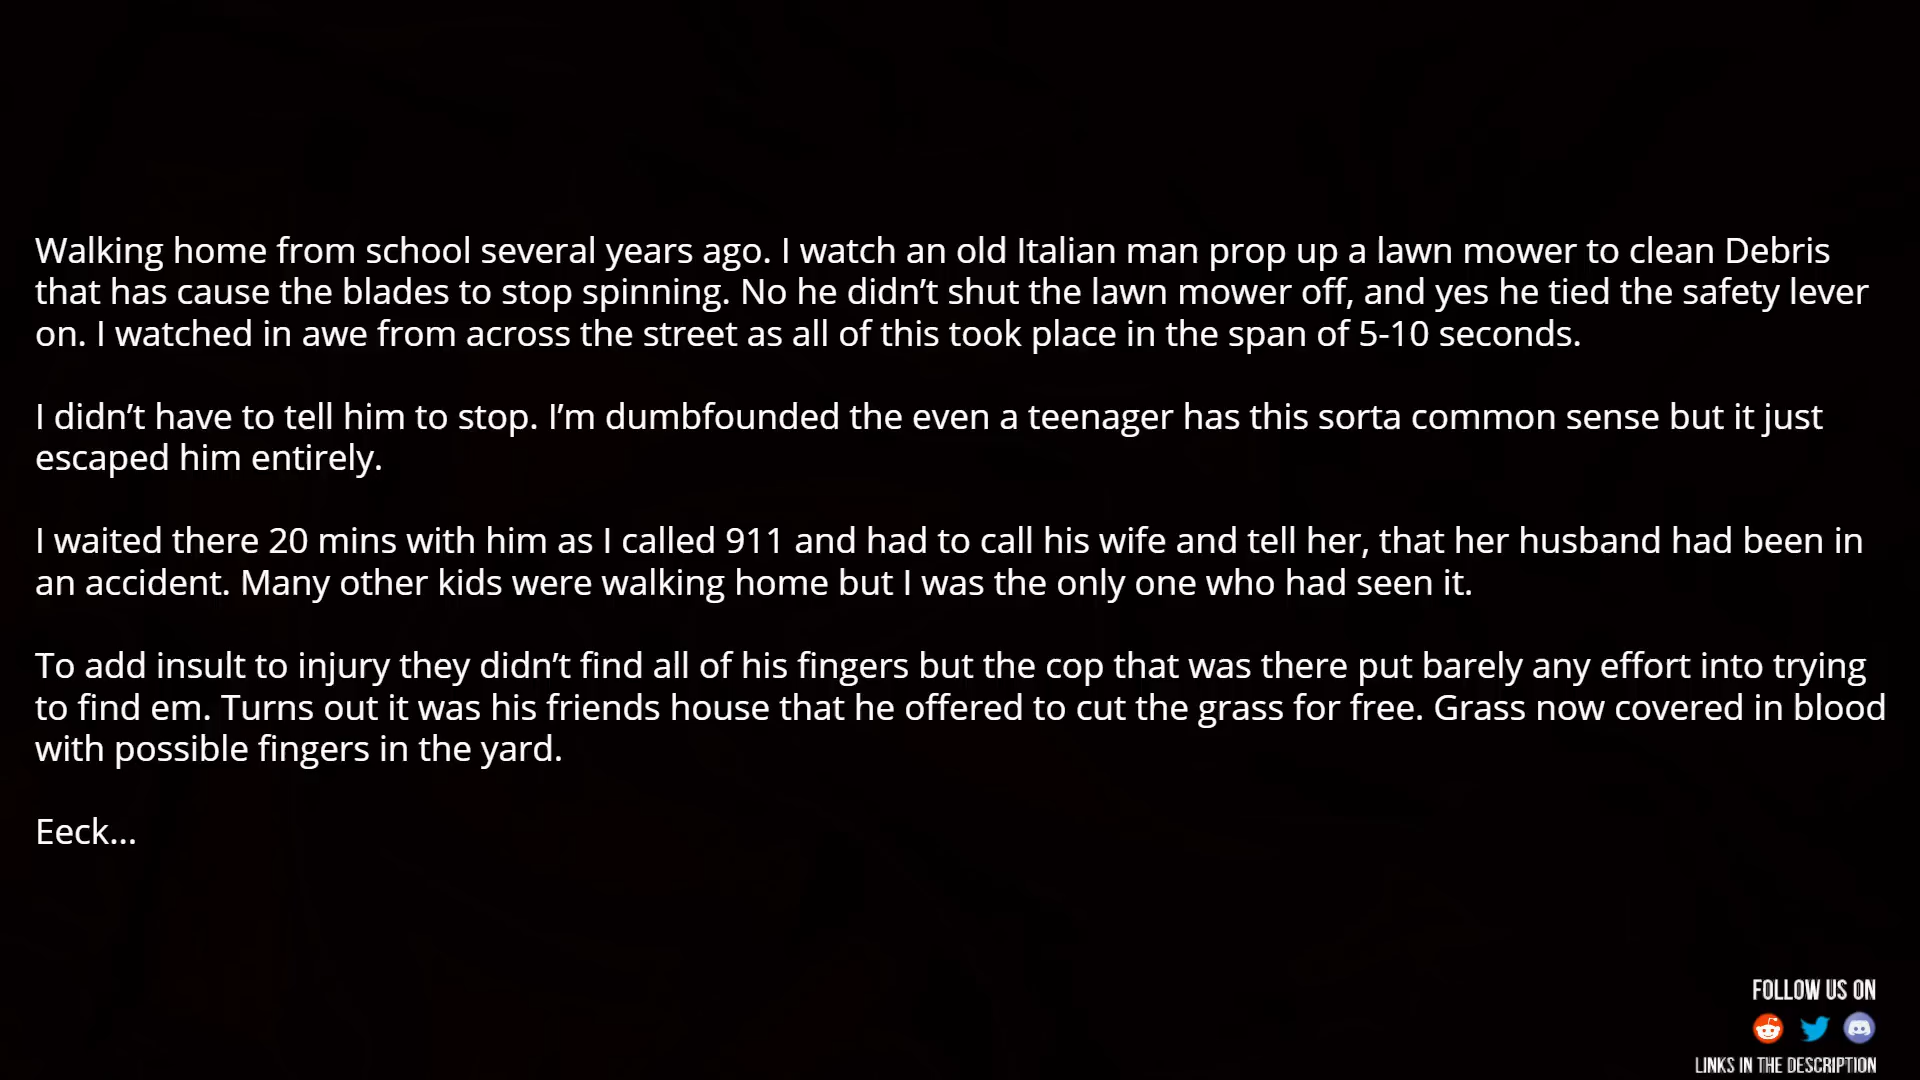 Walking home from school several years ago. I watch an old Italian man prop up a lawn mower to clean Debris
that has cause the blades to stop spinning. No he didn’t shut the lawn mower off, and yes he tied the safety lever
on. I watched in awe from across the street as all of this took place in the span of 5-10 seconds.
I didn’t have to tell him to stop. I’m dumbfounded the even a teenager has this sorta common sense but it just
escaped him entirely.
I waited there 20 mins with him as I called 911 and had to call his wife and tell her, that her husband had been in
an accident. Many other kids were walking home but I was the only one who had seen it.
To add insult to injury they didn’t find all of his fingers but the cop that was there put barely any effort into trying
to find em. Turns out it was his friends house that he offered to cut the grass for free. Grass now covered in blood
with possible fingers in the yard.
Eeck...
FOLLOW US ON
LINKS IN THE DESCRIPTION